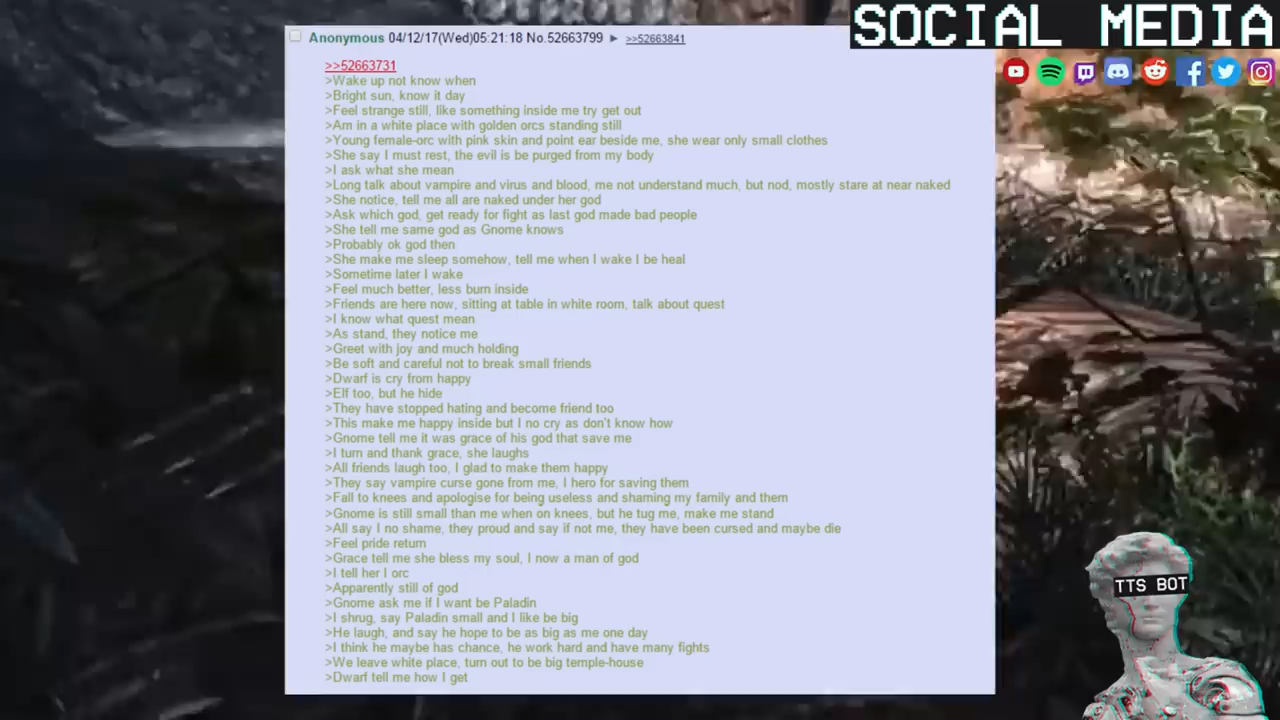 SOCIAL MEDIA
Anonymous 04/12/17(Wed)05:21:18 No.52663799 ► >>52663841
>>52663731
>Wake up not know when
>Bright sun, know it day
>Feel strange still, like something inside me try get out
>Am in a white place with golden orcs standing still
>Young female-orc with pink skin and point ear beside me, she wear only small clothes
>She say I must rest, the evil is be purged from my body
>I ask what she mean
>Long talk about vampire and virus and blood, me not understand much, but nod, mostly stare at near naked
>She notice, tell me all are naked under her god
>Ask which god, get ready for fight as last god made bad people
>She tell me same god as Gnome knows
>Probably ok god then
>She make me sleep somehow, tell me when I wake I be heal
>Sometime later I wake
>Feel much better, less burn inside
>Friends are here now, sitting at table in white room, talk about quest
>I know what quest mean
>As stand, they notice me
>Greet with joy and much holding
>Be soft and careful not to break small friends
>Dwarf is cry from happy
>Elf too, but he hide
>They have stopped hating and become friend too
>This make me happy inside but I no cry as don't know how
>Gnome tell me it was grace of his god that save me
>I turn and thank grace, she laughs
>All friends laugh too, I glad to make them happy
>They say vampire curse gone from me, I hero for saving them
>Fall to knees and apologise for being useless and shaming my family and them
>Gnome is still small than me when on knees, but he tug me, make me stand
>All say I no shame, they proud and say if not me, they have been cursed and maybe die
>Feel pride return
>Grace tell me she bless my soul, I now a man of god
>I tell her I orc
>Apparently still of god
>Gnome ask me if I want be Paladin
>I shrug, say Paladin small and I like be big
>He laugh, and say he hope to be as big as me one day
>I think he maybe has chance, he work hard and have many fights
>We leave white place, turn out to be big temple-house
>Dwarf tell me how I get
TTS BOT